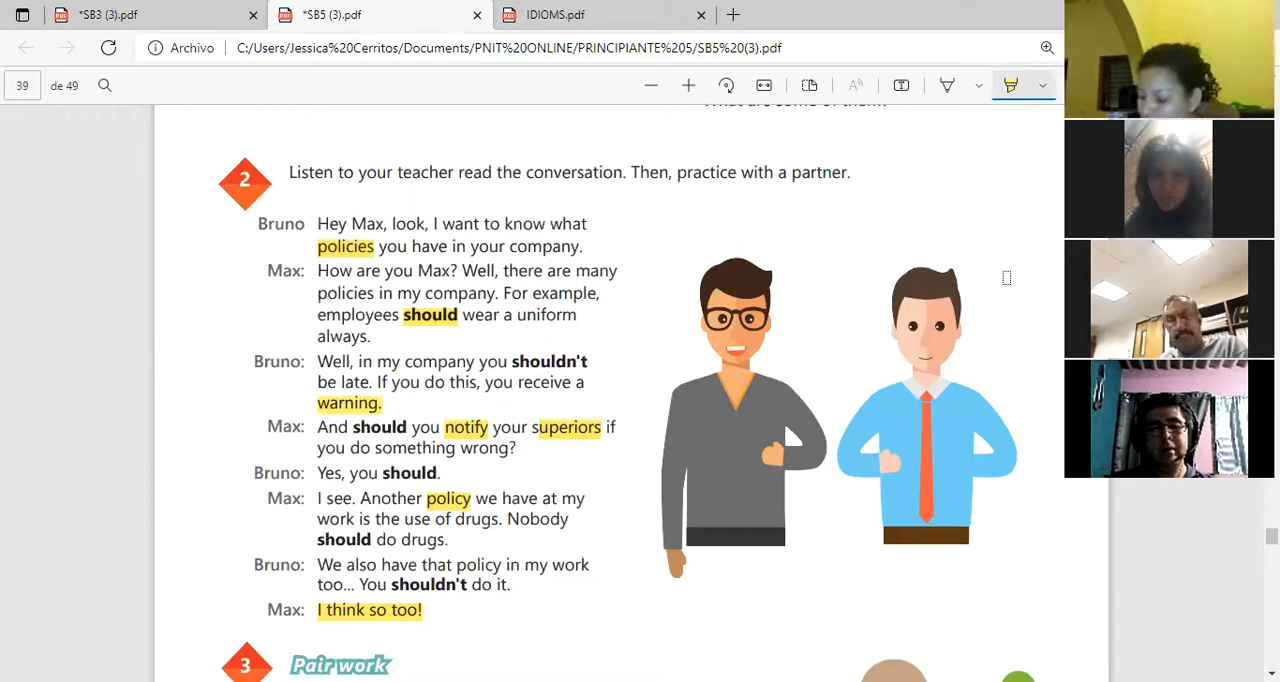 *SB3 (3).pdf
*SB5 (3).pdf
IDIOMS.pdf
Archivo
C:/Users/Jessica%20Cerritos/Documents/PNIT%20ONLINE/PRINCIPIANTE%205/SB5%20(3).pdf
39
de 49
2
Listen to your teacher read the conversation. Then, practice with a partner.
Bruno Hey Max, look, I want to know what
policies you have in your company.
Max: How are you Max? Well, there are many
policies in my company. For example,
employees should wear a uniform
always.
Bruno: Well, in my company you shouldn't
be late. If you do this, you receive a
warning.
Max: And should you notify your superiors if
you do something wrong?
Bruno: Yes, you should.
Max: I see. Another policy we have at my
work is the use of drugs. Nobody
should do drugs.
Bruno: We also have that policy in my work
too... You shouldn't do it.
Max: I think so too!
3
Pair work